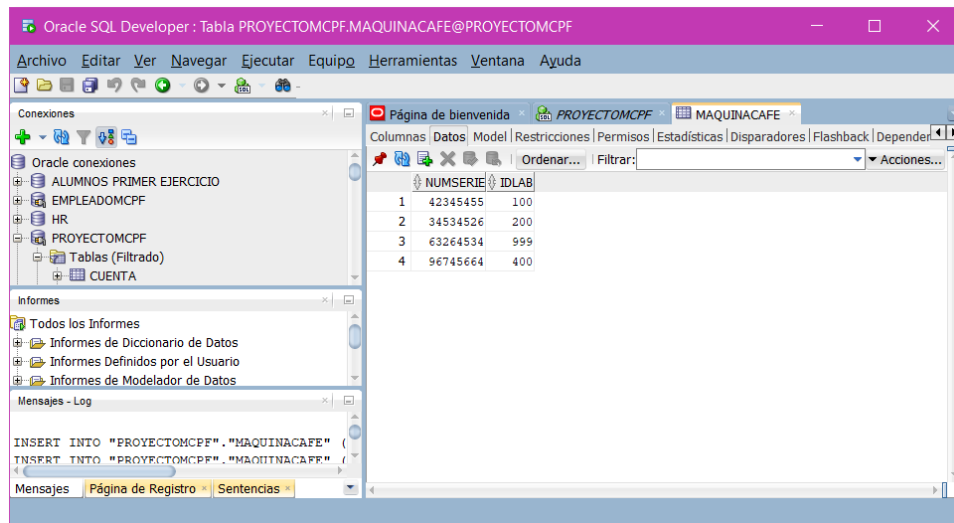 Oracle SQL Developer : Tabla PROYECTOMCPF.MAQUINACAFE@PROYECTOMCPF
Archivo Editar Ver Navegar Ejecutar Equipo Herramientas Ventana Ayuda
Conexiones
Oracle conexiones
ALUMNOS PRIMER EJERCICIO
EMPLEADOMCPF
HR
PROYECTOMCPF
Tablas (Filtrado)
CUENTA
Informes
Todos los Informes
Informes de Diccionario de Datos
Informes Definidos por el Usuario
Informes de Modelador de Datos
Mensajes - Log
INSERT INTO "PROYECTOMCPF"."MAQUINACAFE" (
INSERT INTO "PROYECTOMCPF"."MAQUINACAFE" (
Mensajes Página de Registro Sentencias
Página de bienvenida PROYECTOMCPF MAQUINACAFE
Columnas Datos Model Restricciones Permisos Estadísticas Disparadores Flashback Depender
Ordenar... Filtrar: Acciones...
NUMSERIE IDLAB
1 42345455 100
2 34534526 200
3 63264534 999
4 96745664 400